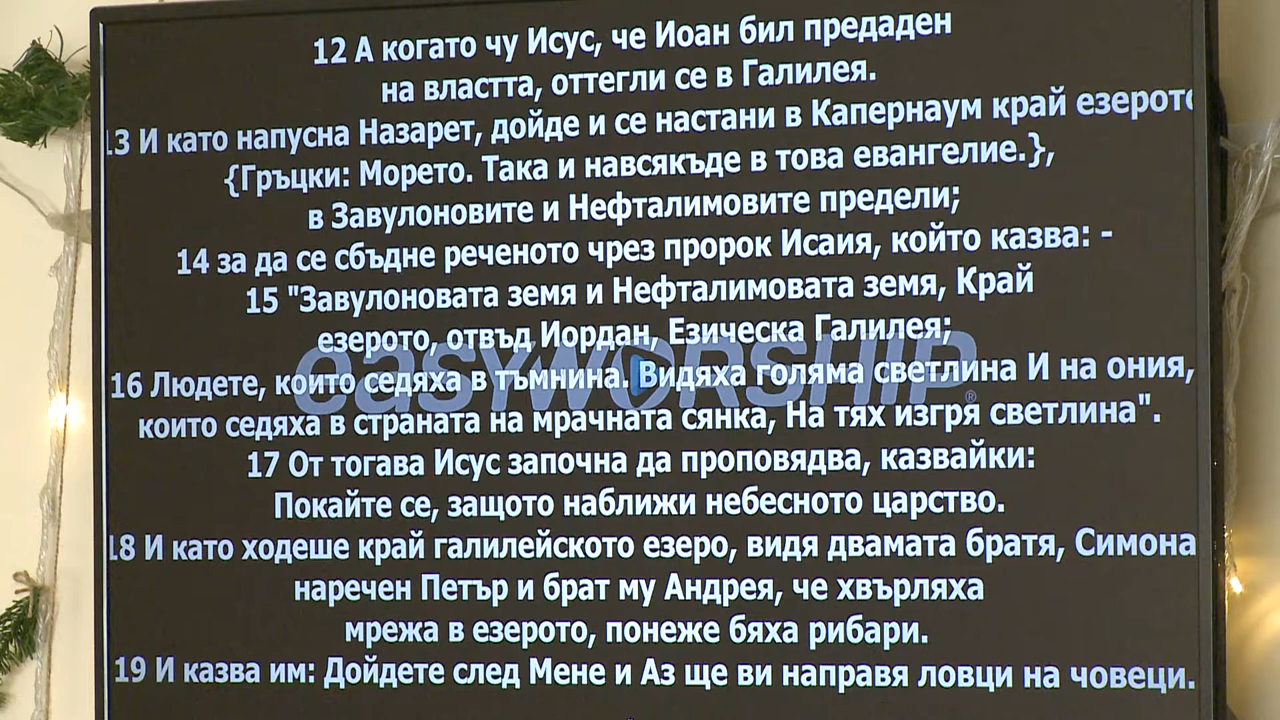 12 А когато чу Исус, че Иоан бил предаден
на властта, оттегли се в Галилея.
13 И като напусна Назарет, дойде и се настани в Капернаум край езерото
{Гръцки: Морето. Така и навсякъде в това евангелие.},
в Завулоновите и Нефталимовите предели;
14 за да се сбъдне реченото чрез пророк Исаия, който казва: -
15 "Завулоновата земя и Нефталимовата земя, Край
езерото, отвъд Иордан, Езическа Галилея;
easyworship®
16 Людете, които седяха в тъмнина. Видяха голяма светлина И на ония,
които седяха в страната на мрачната сянка, На тях изгря светлина".
17 От тогава Исус започна да проповядва, казвайки:
Покайте се, защото наближи небесното царство.
18 И като ходеше край галилейското езеро, видя двамата братя, Симона
наречен Петър и брат му Андрея, че хвърляха
мрежа в езерото, понеже бяха рибари.
19 И казва им: Дойдете след Мене и Аз ще ви направя ловци на човеци.